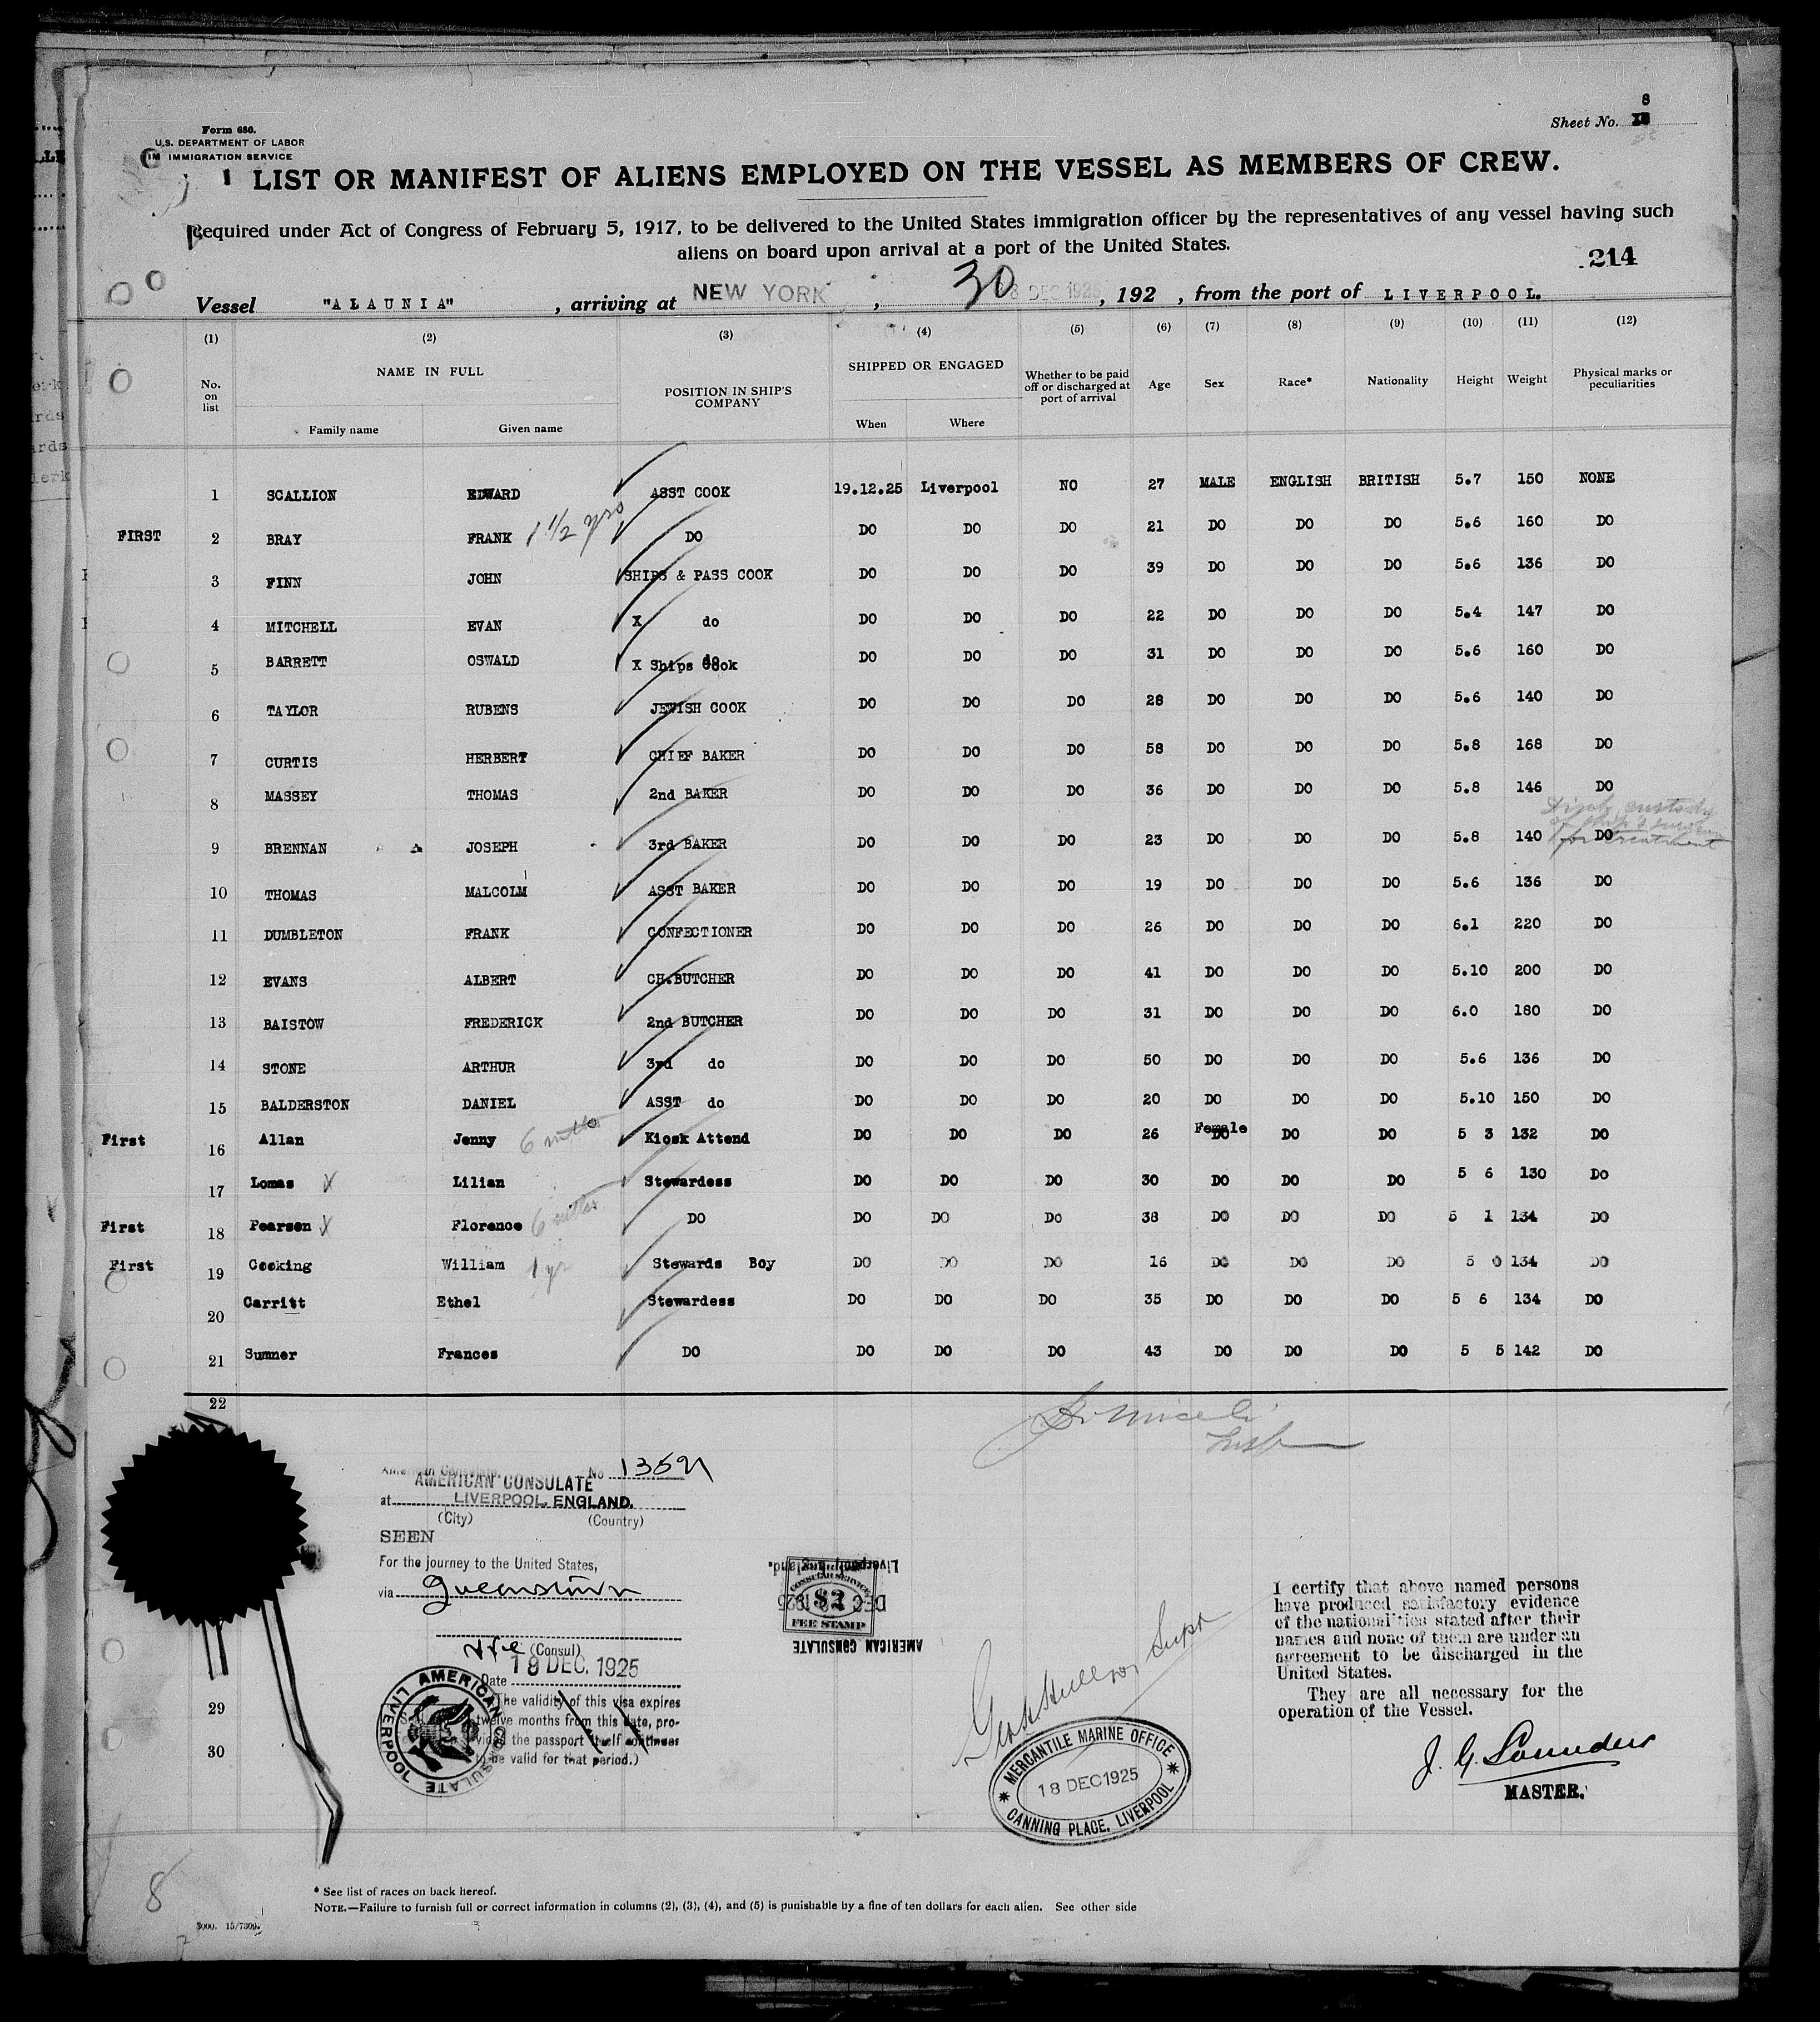 8
Sheet No.
Form 680.
U.S. DEPARTMENT OF LABOR
IMMIGRATION SERVICE
LIST OR MANIFEST OF ALIENS EMPLOYED ON THE VESSEL AS MEMBERS OF CREW.
Required under Act of Congress of February 5, 1917, to be delivered to the United States immigration officer by the representatives of any vessel having such
aliens on board upon arrival at a port of the United States.
214
Vessel "ALAUNIA", arriving at NEW YORK, 30 DEC 1925, 192 , from the port of LIVERPOOL.
(1) (2) (3) (4) (5) (6) (7) (8) (9) (10) (11) (12)
No. on list NAME IN FULL Family name Given name POSITION IN SHIP'S COMPANY SHIPPED OR ENGAGED When Where Whether to be paid off or discharged at port of arrival Age Sex Race* Nationality Height Weight Physical marks or peculiarities
1 SCALLION EDWARD ASST COOK 19.12.25 Liverpool NO 27 MALE ENGLISH BRITISH 5.7 150 NONE
FIRST 2 BRAY FRANK 1 1/2 yrs DO DO DO DO 21 DO DO DO 5.6 160 DO
3 FINN JOHN SHIPS & PASS COOK DO DO DO 39 DO DO DO 5.6 136 DO
4 MITCHELL EVAN X do DO DO DO 22 DO DO DO 5.4 147 DO
5 BARRETT OSWALD X Ships Cook DO DO DO 31 DO DO DO 5.6 160 DO
6 TAYLOR RUBENS JEWISH COOK DO DO DO 28 DO DO DO 5.6 140 DO
7 CURTIS HERBERT CHIEF BAKER DO DO DO 58 DO DO DO 5.8 168 DO
8 MASSEY THOMAS 2nd BAKER DO DO DO 36 DO DO DO 5.8 146 DO
9 BRENNAN JOSEPH 3rd BAKER DO DO DO 23 DO DO DO 5.8 140 DO
custody
for treatment
10 THOMAS MALCOLM ASST BAKER DO DO DO 19 DO DO DO 5.6 136 DO
11 DUMBLETON FRANK CONFECTIONER DO DO DO 26 DO DO DO 6.1 220 DO
12 EVANS ALBERT CH.BUTCHER DO DO DO 41 DO DO DO 5.10 200 DO
13 BAISTOW FREDERICK 2nd BUTCHER DO DO DO 31 DO DO DO 6.0 180 DO
14 STONE ARTHUR 3rd do DO DO DO 50 DO DO DO 5.6 136 DO
15 BALDERSTON DANIEL ASST do DO DO DO 20 DO DO DO 5.10 150 DO
First 16 Allan Jenny 6 mths Kiosk Attend DO DO DO 26 Female DO DO 5 3 132 DO
17 Lomas Lilian Stewardess DO DO DO 30 DO DO DO 5 6 130 Do
First 18 Pearson Florence 6 mths DO DO DO Do 38 DO DO DO 5 1 134 DO
First 19 Cocking William 1 yr Stewards Boy DO DO DO 16 DO DO DO 5 0 134 DO
20 Garritt Ethel Stewardess DO DO DO 35 DO DO DO 5 6 134 DO
21 Sumner Frances DO DO DO DO 43 DO DO DO 5 5 142 DO
22
American Consulate No 13521
AMERICAN CONSULATE
at LIVERPOOL, ENGLAND.
(City) (Country)
SEEN
For the journey to the United States,
via Queenstown
Vice (Consul)
Date 18 DEC. 1925
(The validity of this visa expires
twelve months from this date, pro-
vided the passport itself continues
to be valid for that period.)
AMERICAN CONSULATE LIVERPOOL
Liverpool, England.
DEC 18 1925
AMERICAN CONSULATE
CONSULAR SERVICE
$2
FEE STAMP
Supt
MERCANTILE MARINE OFFICE
18 DEC 1925
CANNING PLACE, LIVERPOOL
I certify that above named persons
have produced satisfactory evidence
of the nationalities stated after their
names and none of them are under an
agreement to be discharged in the
United States.
They are all necessary for the
operation of the Vessel.
J. G. Saunders
MASTER.
29
30
8
* See list of races on back hereof.
NOTE.—Failure to furnish full or correct information in columns (2), (3), (4), and (5) is punishable by a fine of ten dollars for each alien. See other side
5000. 15/7309.